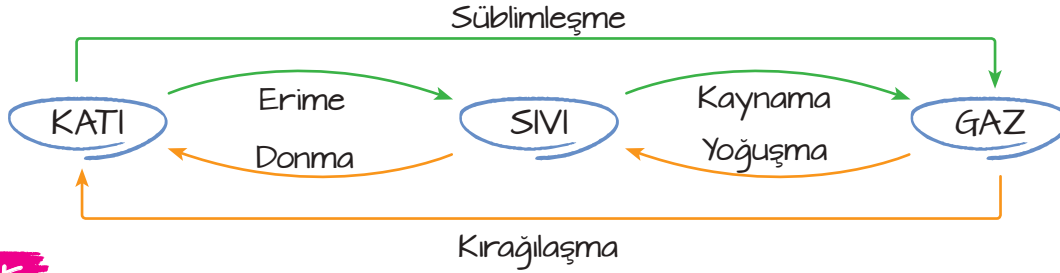 Süblimleşme
Erime
Kaynama
KATI
SIVI
GAZ
Donma
Yoğuşma
Kırağılaşma